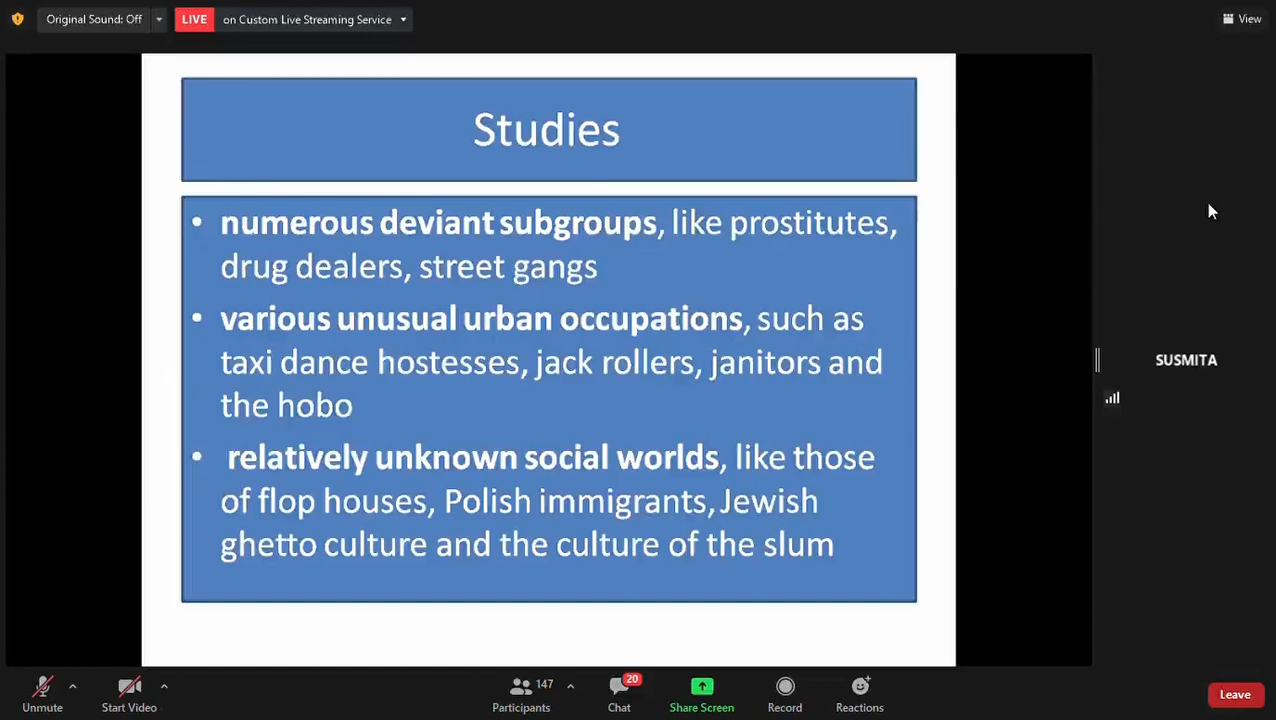 Original Sound: Off
LIVE
on Custom Live Streaming Service
View
Studies
• numerous deviant subgroups, like prostitutes,
drug dealers, street gangs
• various unusual urban occupations, such as
taxi dance hostesses, jack rollers, janitors and
the hobo
• relatively unknown social worlds, like those
of flop houses, Polish immigrants, Jewish
ghetto culture and the culture of the slum
SUSMITA
Unmute
Start Video
147
Participants
20
Chat
Share Screen
Record
Reactions
Leave